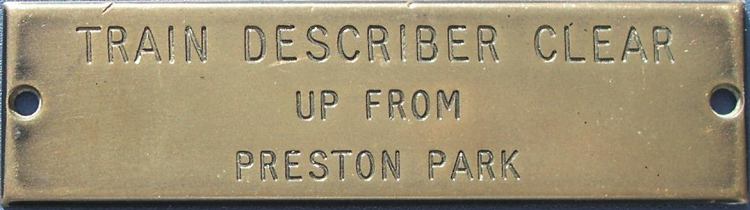 TRAIN DESCRIBER CLEAR
UP FROM
PRESTON PARK